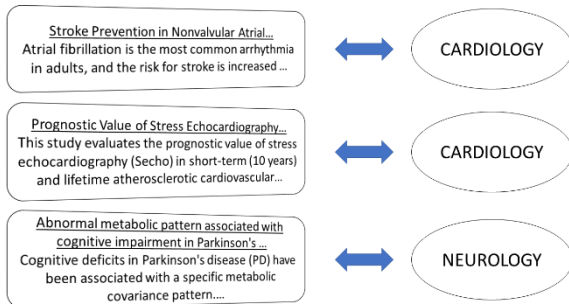 Stroke Prevention in Nonvalvular Atrial...
Atrial fibrillation is the most common arrhythmia
in adults, and the risk for stroke is increased ...
CARDIOLOGY
Prognostic Value of Stress Echocardiography...
This study evaluates the prognostic value of stress
echocardiography (Secho) in short-term (10 years)
and lifetime atherosclerotic cardiovascular...
CARDIOLOGY
Abnormal metabolic pattern associated with
cognitive impairment in Parkinson's ...
Cognitive deficits in Parkinson's disease (PD) have
been associated with a specific metabolic
covariance pattern....
NEUROLOGY